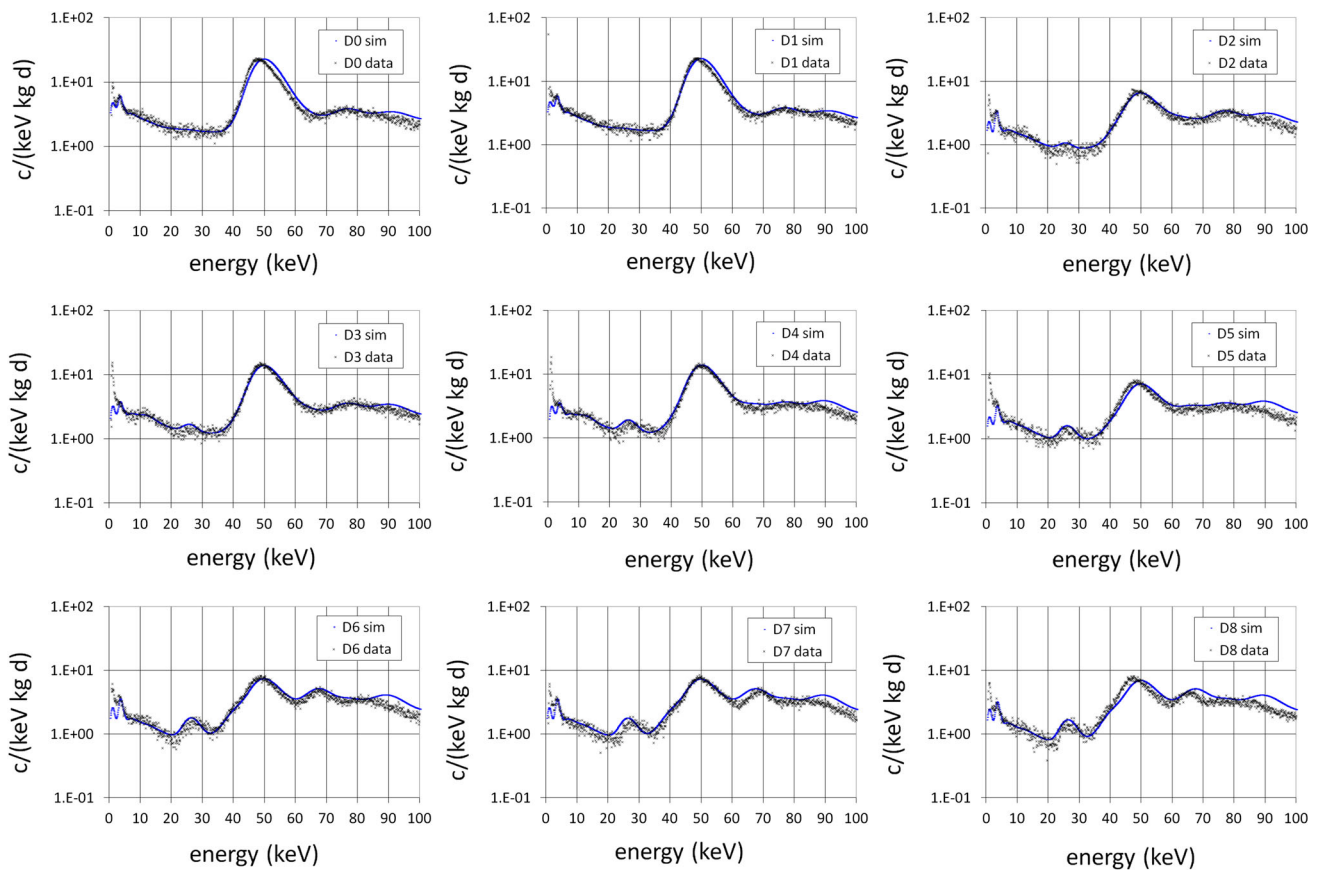 1.E+02
D0 sim
D0 data
1.E+01
1.E+00
1.E-01
0 10 20 30 40 50 60 70 80 90 100
c/(keV kg d)
energy (keV)
1.E+02
D1 sim
D1 data
1.E+01
1.E+00
1.E-01
0 10 20 30 40 50 60 70 80 90 100
c/(keV kg d)
energy (keV)
1.E+02
D2 sim
D2 data
1.E+01
1.E+00
1.E-01
0 10 20 30 40 50 60 70 80 90 100
c/(keV kg d)
energy (keV)
1.E+02
D3 sim
D3 data
1.E+01
1.E+00
1.E-01
0 10 20 30 40 50 60 70 80 90 100
c/(keV kg d)
energy (keV)
1.E+02
D4 sim
D4 data
1.E+01
1.E+00
1.E-01
0 10 20 30 40 50 60 70 80 90 100
c/(keV kg d)
energy (keV)
1.E+02
D5 sim
D5 data
1.E+01
1.E+00
1.E-01
0 10 20 30 40 50 60 70 80 90 100
c/(keV kg d)
energy (keV)
1.E+02
D6 sim
D6 data
1.E+01
1.E+00
1.E-01
0 10 20 30 40 50 60 70 80 90 100
c/(keV kg d)
energy (keV)
1.E+02
D7 sim
D7 data
1.E+01
1.E+00
1.E-01
0 10 20 30 40 50 60 70 80 90 100
c/(keV kg d)
energy (keV)
1.E+02
D8 sim
D8 data
1.E+01
1.E+00
1.E-01
0 10 20 30 40 50 60 70 80 90 100
c/(keV kg d)
energy (keV)